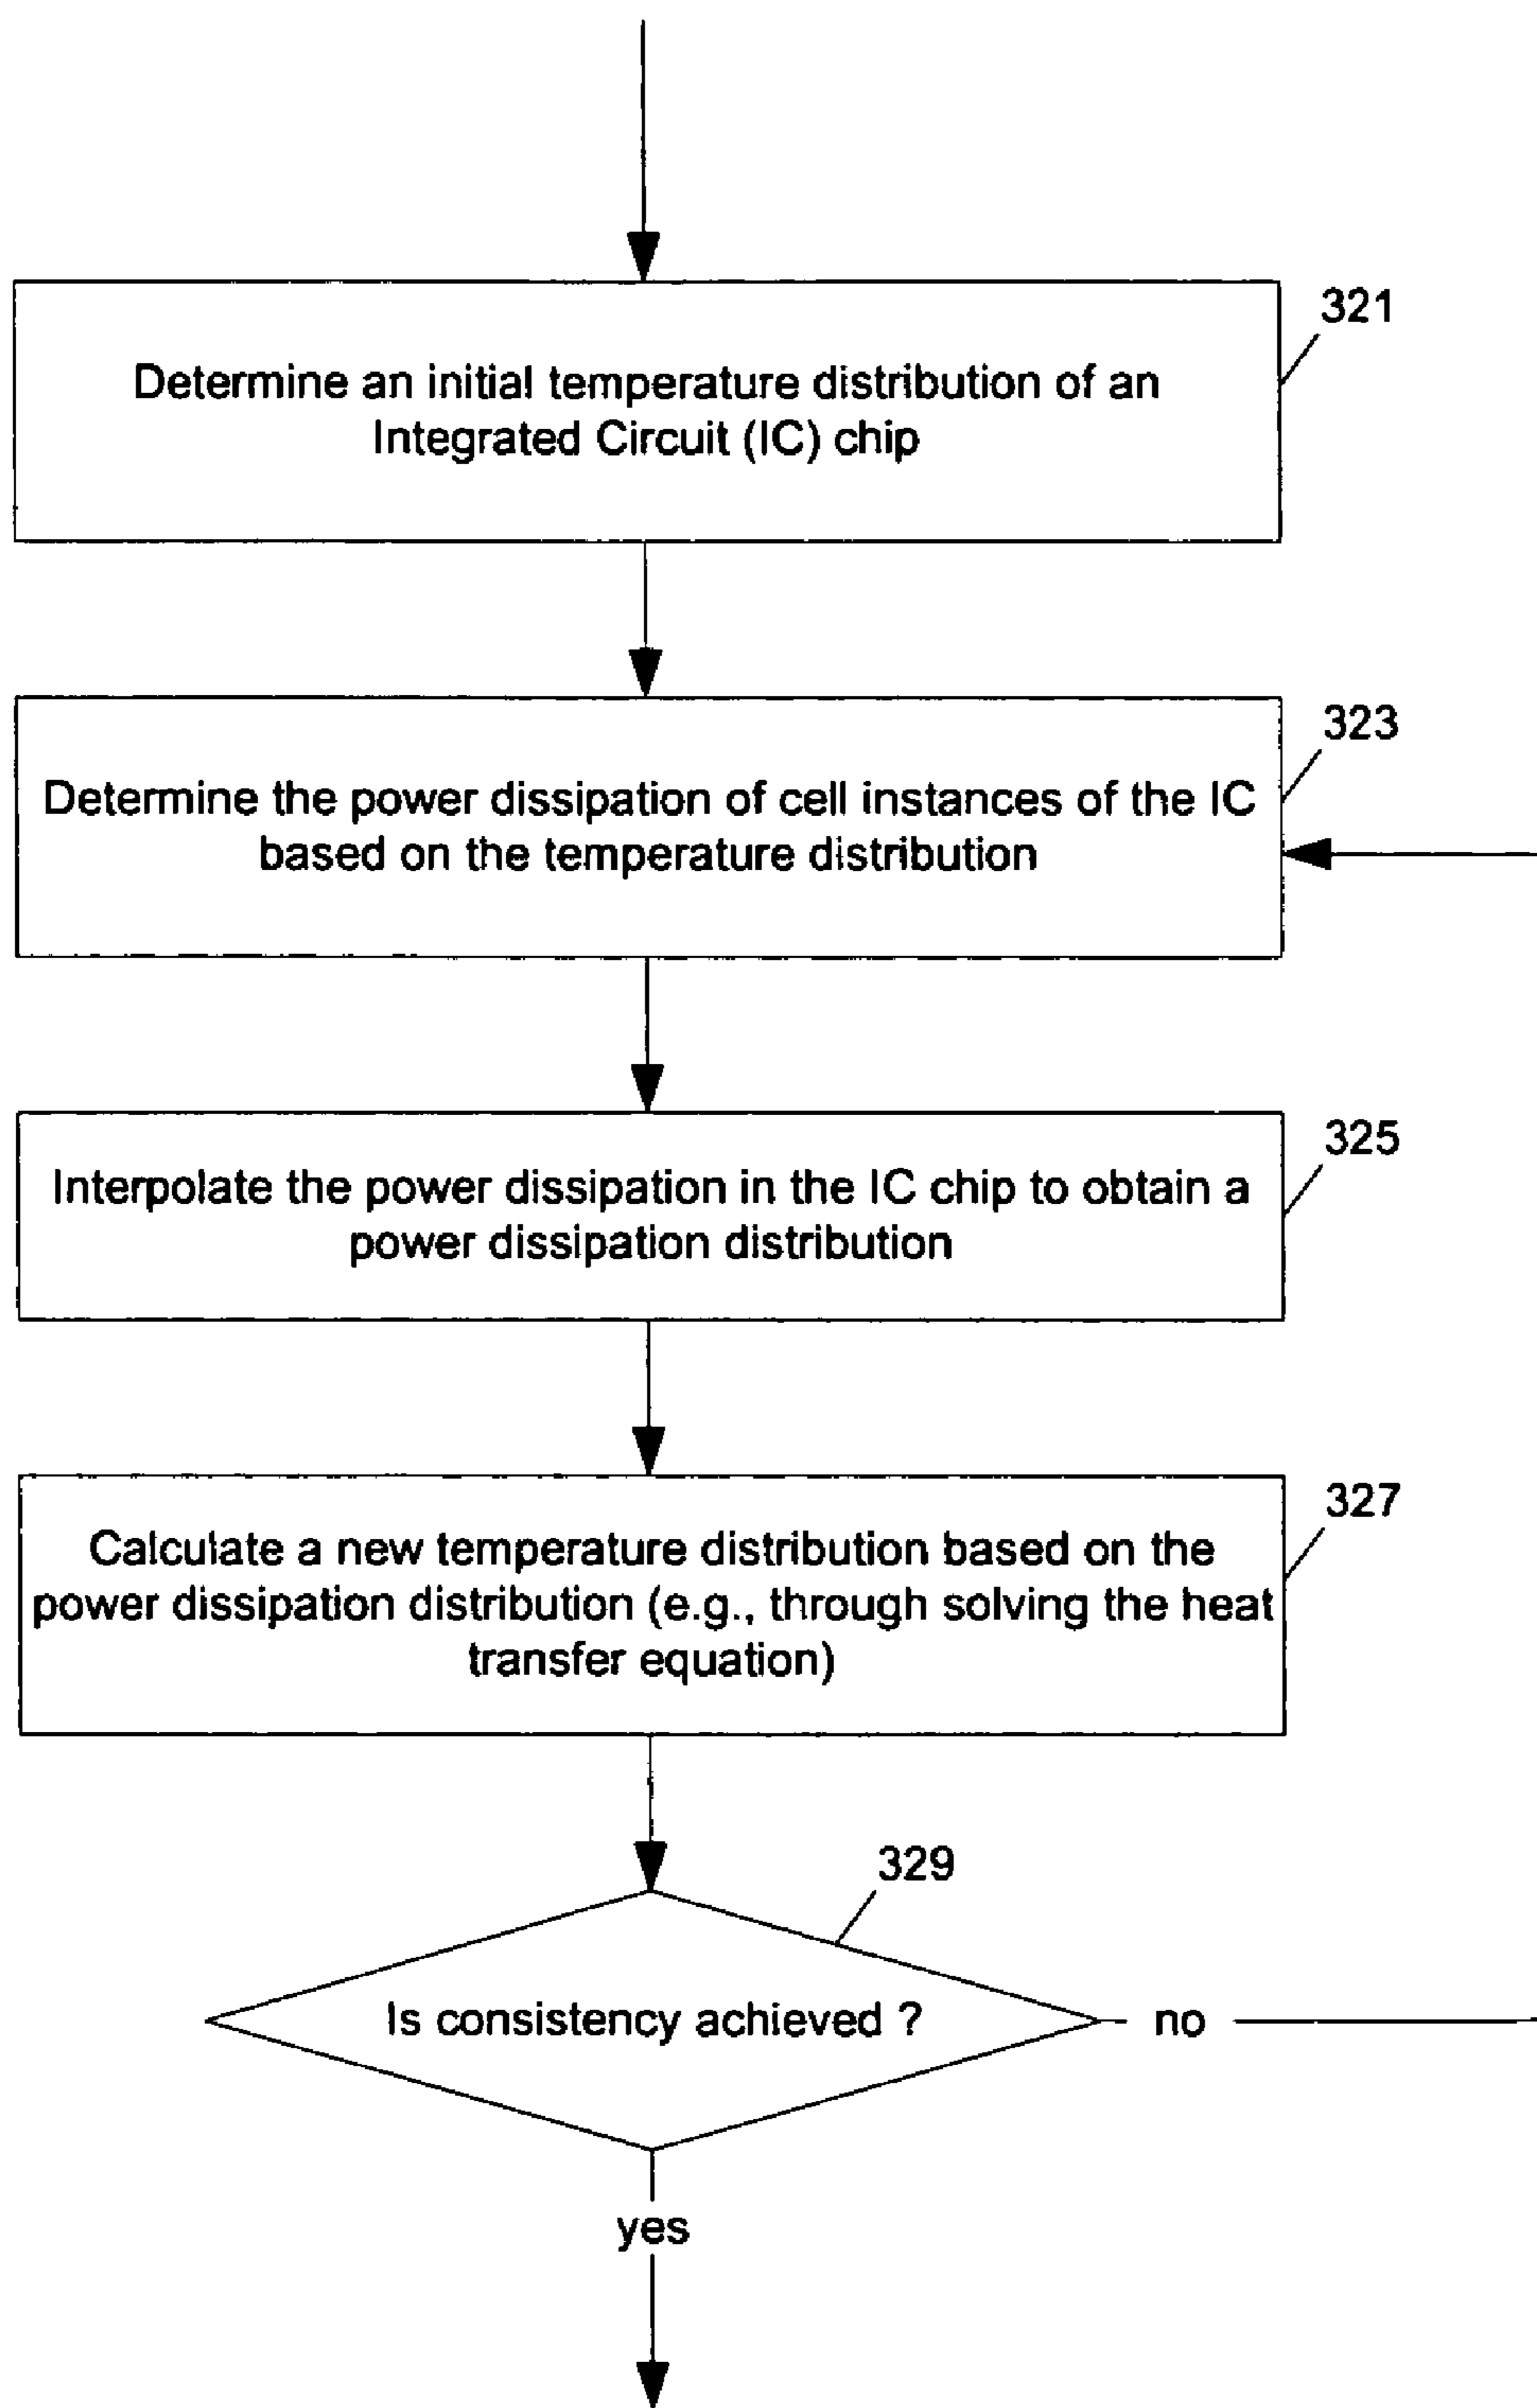 321
Determine an initial temperature distribution of an
Integrated Circuit (IC) chip
323
Determine the power dissipation of cell instances of the IC
based on the temperature distribution
325
Interpolate the power dissipation in the IC chip to obtain a
power dissipation distribution
327
Calculate a new temperature distribution based on the
power dissipation distribution (e.g., through solving the heat
transfer equation)
329
Is consistency achieved ?
no
yes